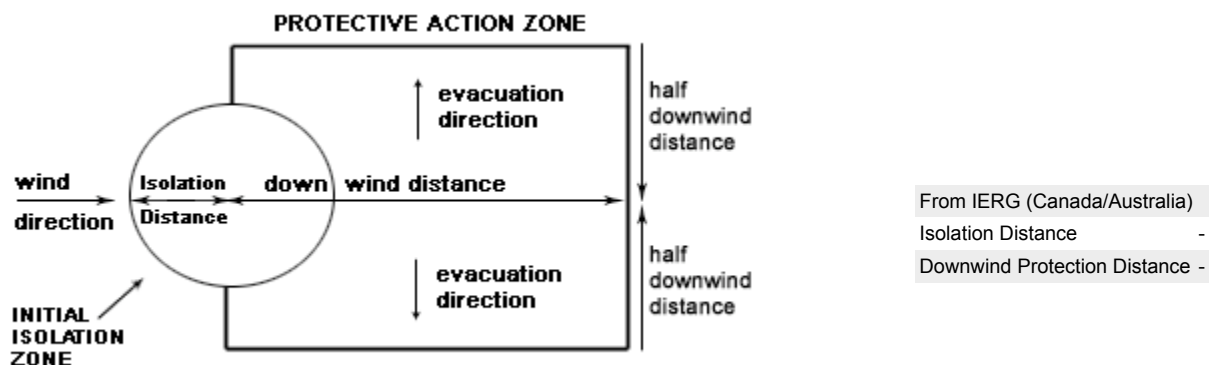 PROTECTIVE ACTION ZONE
evacuation
direction
half
downwind
distance
wind
direction
Isolation
Distance
down wind distance
evacuation
direction
half
downwind
distance
INITIAL
ISOLATION
ZONE
From IERG (Canada/Australia)
Isolation Distance -
Downwind Protection Distance -